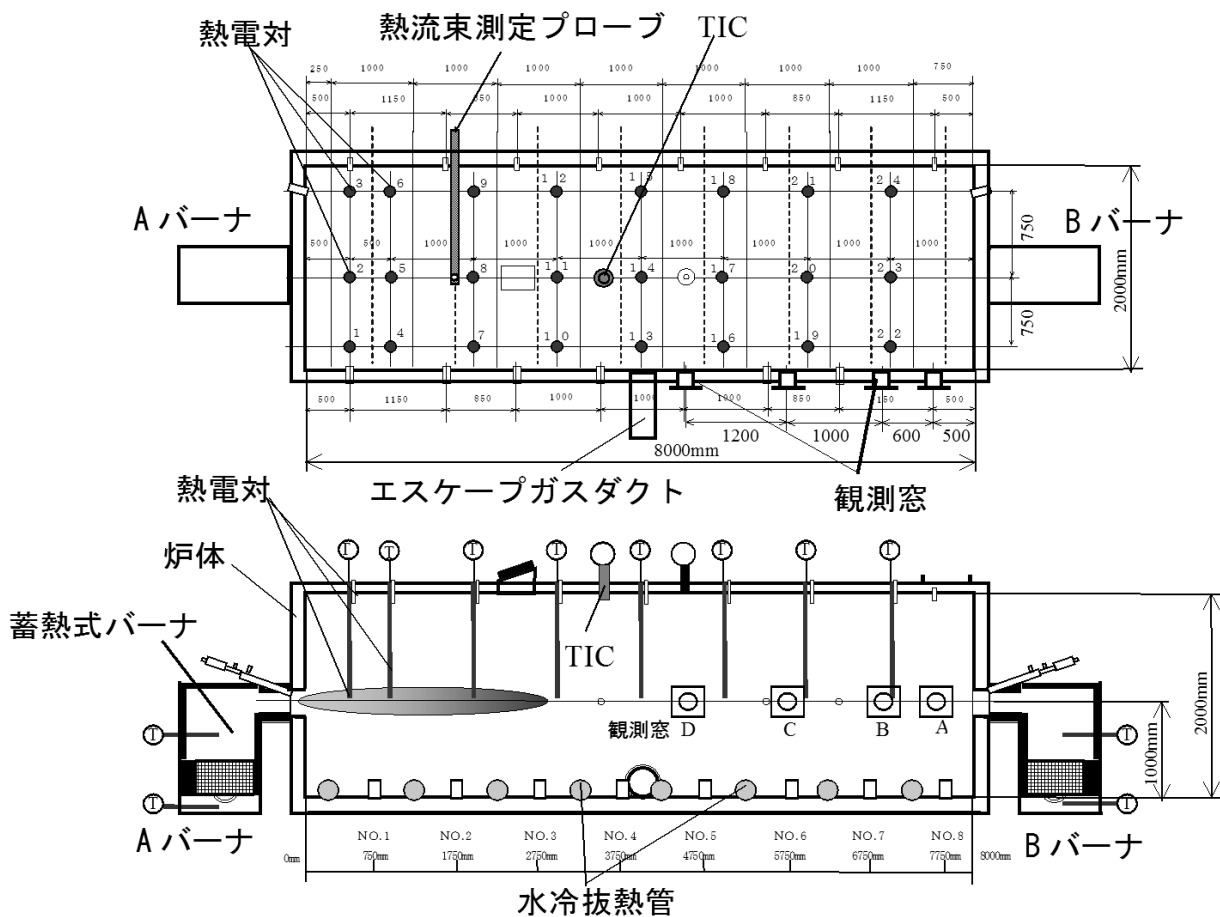 熱電対 熱流束測定プローブ TIC
250 1000 1000 1000 1000 1000 1000 1000 750
500 1150 850 1000 1000 1000 850 1150 500
3 6 9 12 15 18 21 24
Aバーナ Bバーナ
500 500 1000 1000 1000 1000 1000 1000 1000
2 5 8 11 14 17 20 23
750
750
2000mm
1 4 7 10 13 16 19 22
500 1150 850 1000 1000 1000 850 150 500
1200 1000 600 500
8000mm
エスケープガスダクト 観測窓
熱電対
T T T T T T T
炉体
蓄熱式バーナ
TIC
観測窓 D C B A
2000mm
1000mm
T T
T T
Aバーナ Bバーナ
NO.1 NO.2 NO.3 NO.4 NO.5 NO.6 NO.7 NO.8
0mm 750mm 1750mm 2750mm 3750mm 4750mm 5750mm 6750mm 7750mm 8000mm
水冷抜熱管